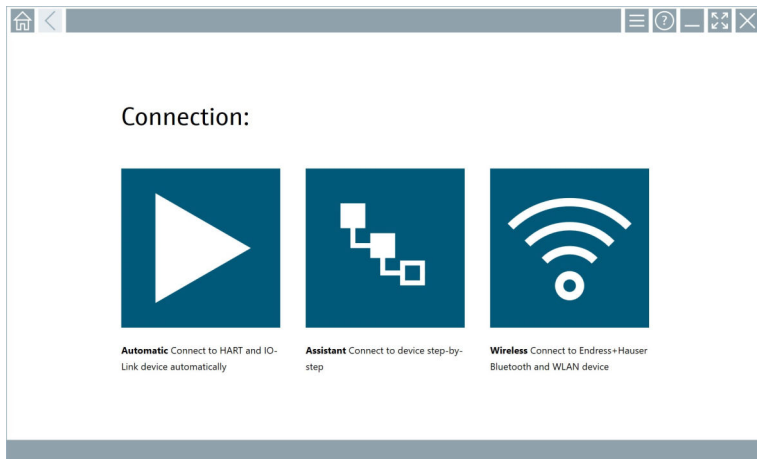 Connection:
Automatic Connect to HART and IO-
Link device automatically
Assistant Connect to device step-by-
step
Wireless Connect to Endress+Hauser
Bluetooth and WLAN device